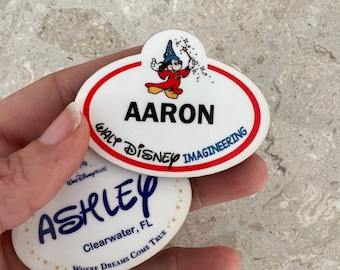 AARON
WALT DISNEY IMAGINEERING
Walt Disney World
ASHLEY
Clearwater, FL
WHERE DREAMS COME TRUE